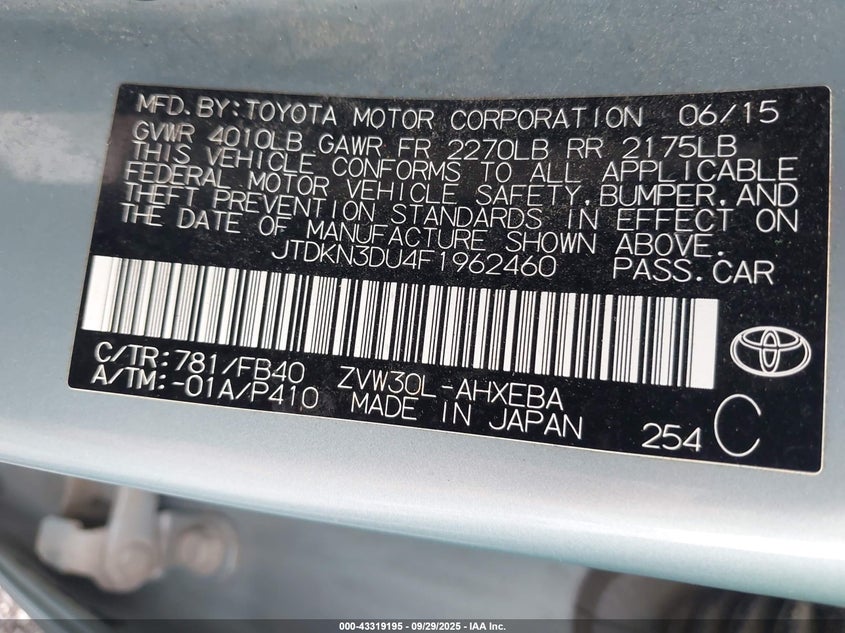 MFD. BY: TOYOTA MOTOR CORPORATION 06/15
GVWR 4010LB GAWR FR 2270LB RR 2175LB
THIS VEHICLE CONFORMS TO ALL APPLICABLE
FEDERAL MOTOR VEHICLE SAFETY, BUMPER, AND
THEFT PREVENTION STANDARDS IN EFFECT ON
THE DATE OF MANUFACTURE SHOWN ABOVE.
JTDKN3DU4F1962460 PASS. CAR
C/TR: 781/FB40 ZVW30L-AHXEBA
A/TM: -01A/P410 MADE IN JAPAN 254 C
000-43319195 - 09/29/2025 - IAA Inc.